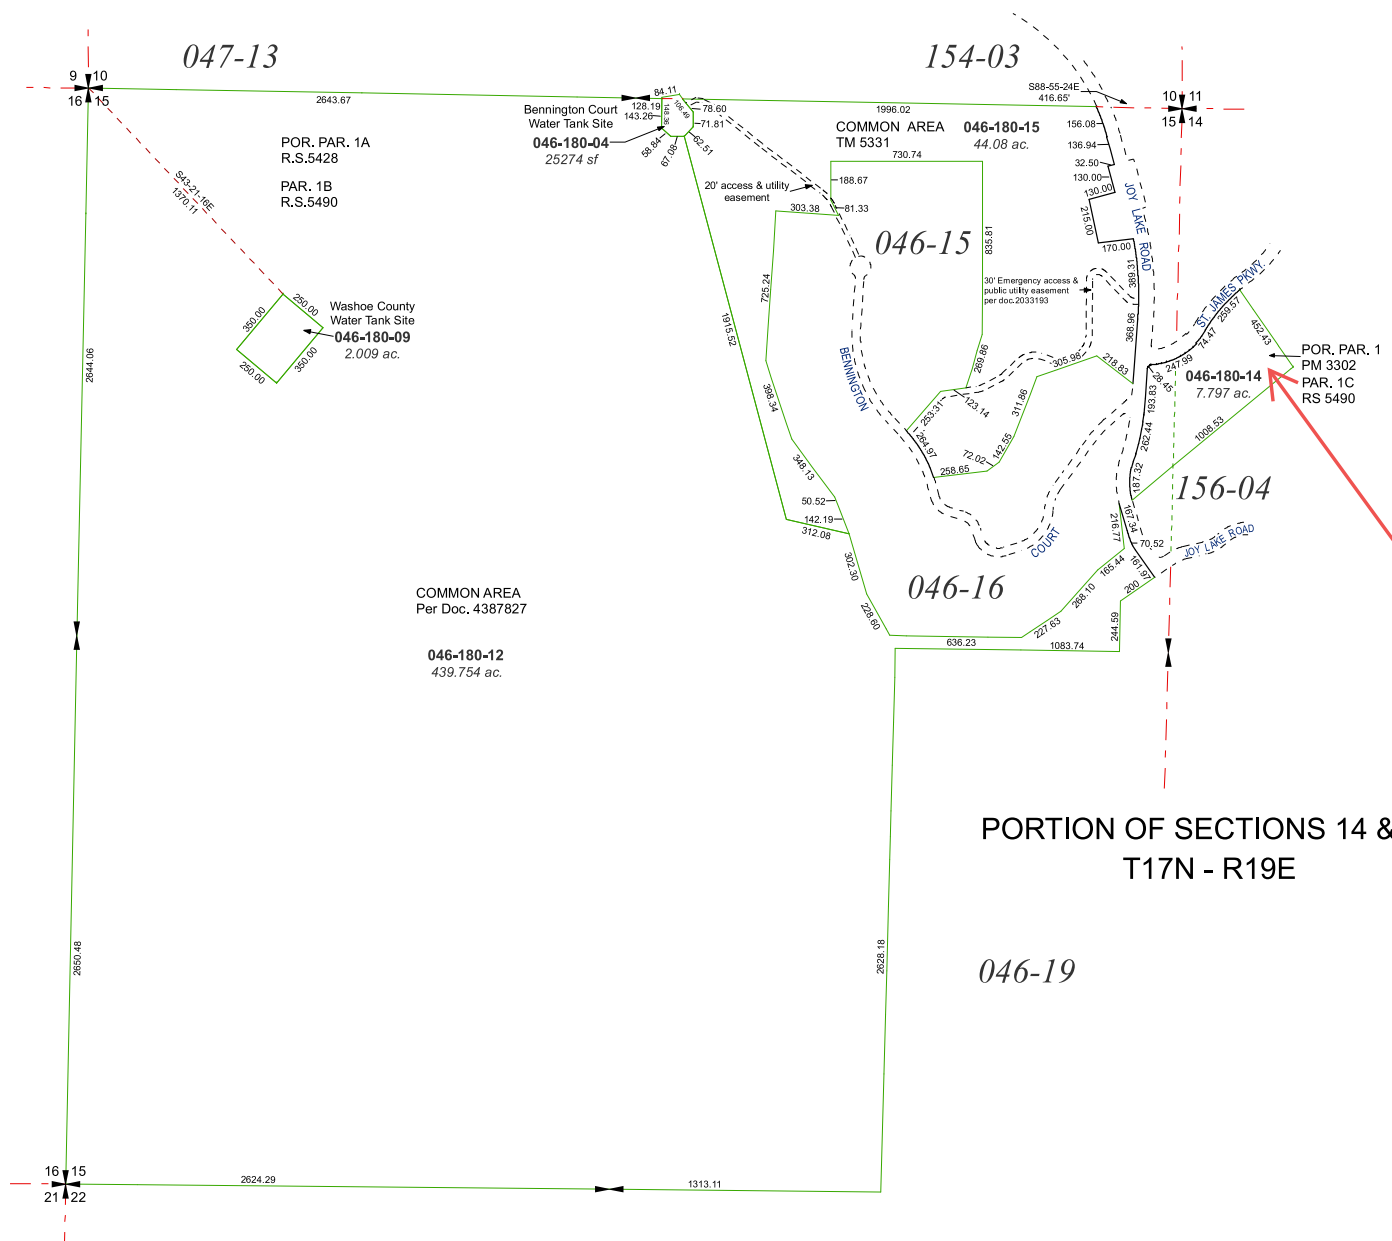 047-13
154-03
9 10
16 15
2643.67
84.11
128.19
143.26
148.36
106.49
78.60
71.81
62.51
67.08
58.84
Bennington Court
Water Tank Site
046-180-04
25274 sf
1996.02
S88-55-24E
416.65'
10 11
15 14
COMMON AREA
TM 5331
046-180-15
44.08 ac.
730.74
156.08
136.94
32.50
130.00
130.00
215.00
170.00
JOY LAKE ROAD
POR. PAR. 1A
R.S.5428
PAR. 1B
R.S.5490
S43-21-16E
1370.11
20' access & utility
easement
188.67
81.33
303.38
046-15
835.81
389.31
ST. JAMES PKWY.
259.57
452.43
74.47
247.99
30' Emergency access &
public utility easement
per doc.2033193
368.96
725.24
250.00
350.00
350.00
250.00
Washoe County
Water Tank Site
046-180-09
2.009 ac.
1915.52
2644.06
BENNINGTON
269.86
305.98
218.83
28.45
193.83
046-180-14
7.797 ac.
POR. PAR. 1
PM 3302
PAR. 1C
RS 5490
1008.53
398.34
253.31
123.14
311.86
264.97
142.55
72.02
258.65
262.44
187.32
348.13
50.52
142.19
312.08
156-04
167.34
216.77
70.52
161.97
JOY LAKE ROAD
COURT
302.30
228.60
046-16
165.44
268.10
227.63
200
244.59
636.23
1083.74
COMMON AREA
Per Doc. 4387827
046-180-12
439.754 ac.
PORTION OF SECTIONS 14 &
T17N - R19E
2650.48
2628.18
046-19
16 15
21 22
2624.29
1313.11